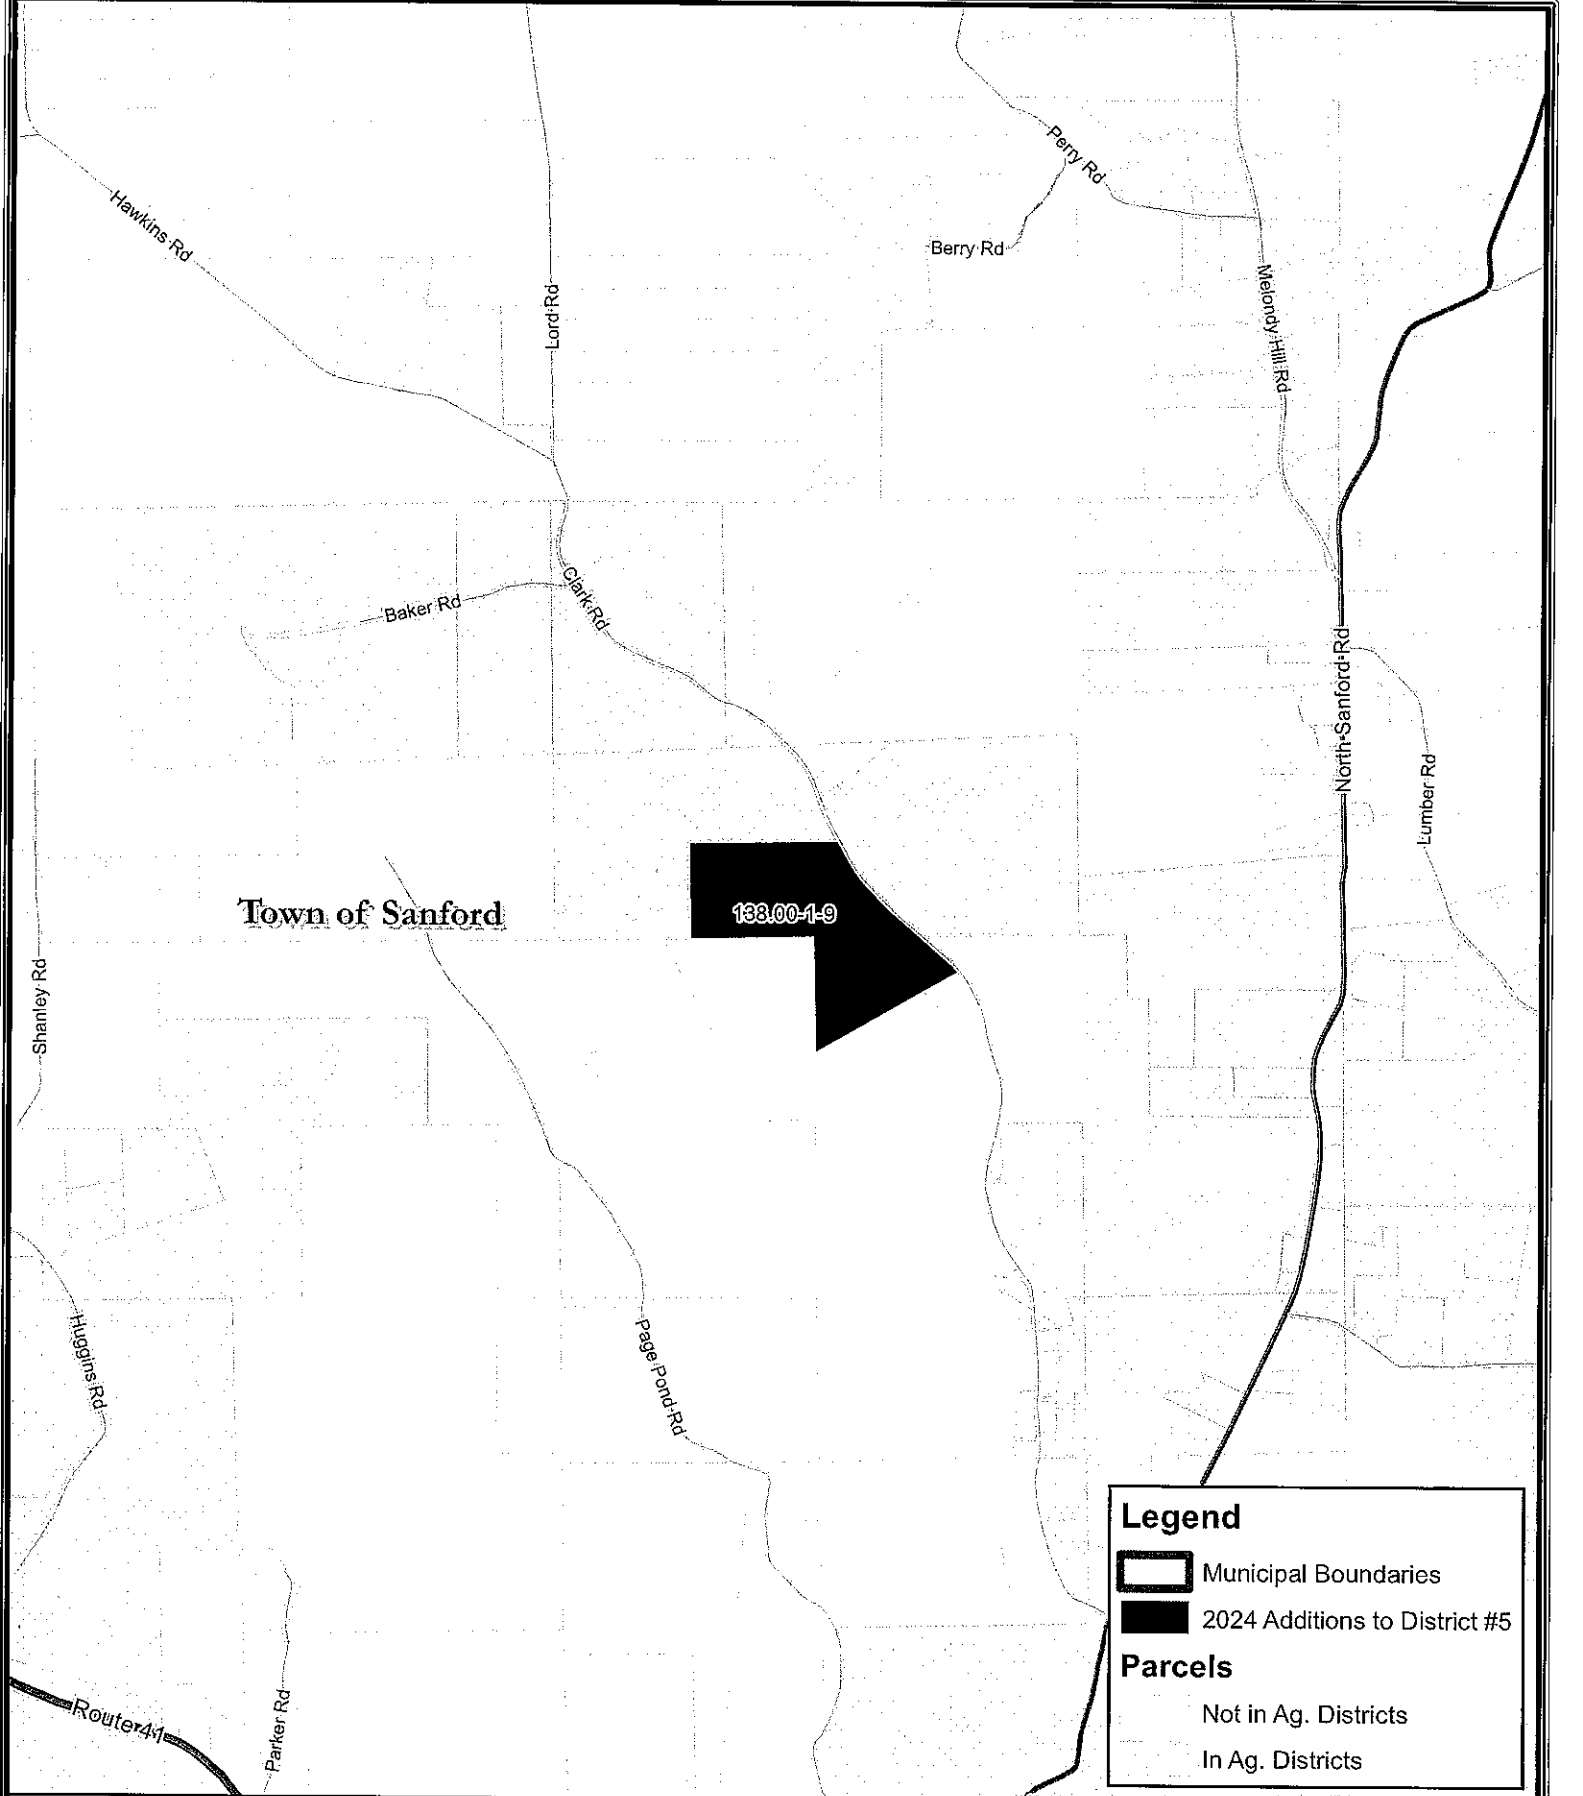 Perry Rd
Hawkins Rd
Berry Rd
Lord Rd
Melondy Hill Rd
Clark Rd
Baker Rd
North Sanford Rd
Lumber Rd
138.00-1-9
Town of Sanford
Shanley Rd
Huggins Rd
Page Pond Rd
Route 41
Parker Rd
Legend
Municipal Boundaries
2024 Additions to District #5
Parcels
Not in Ag. Districts
In Ag. Districts